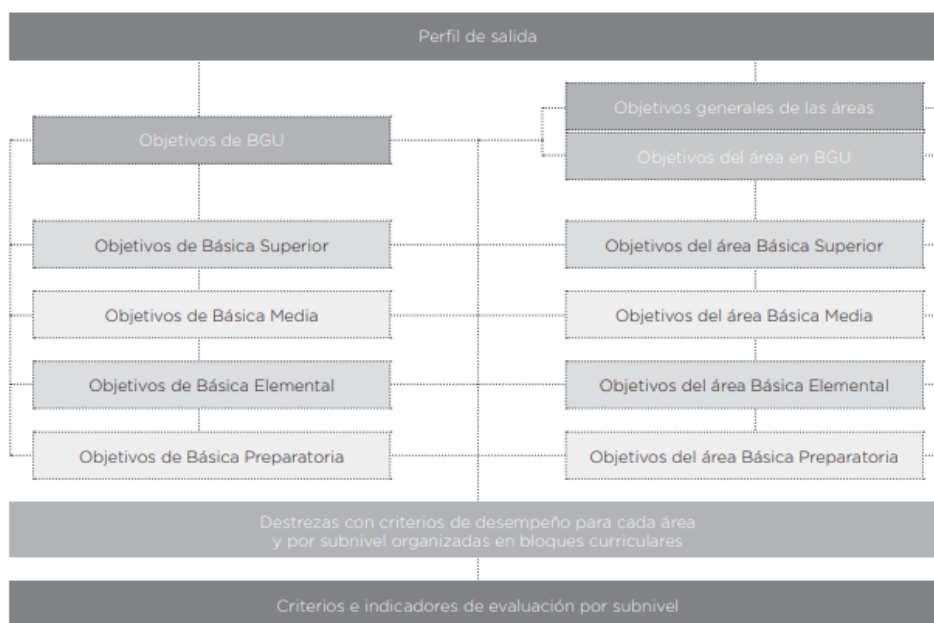 Perfil de salida
Objetivos generales de las áreas
Objetivos de BGU
Objetivos del área en BGU
Objetivos de Básica Superior
Objetivos del área Básica Superior
Objetivos de Básica Media
Objetivos del área Básica Media
Objetivos de Básica Elemental
Objetivos del área Básica Elemental
Objetivos de Básica Preparatoria
Objetivos del área Básica Preparatoria
Destrezas con criterios de desempeño para cada área
y por subnivel organizadas en bloques curriculares
Criterios e indicadores de evaluación por subnivel